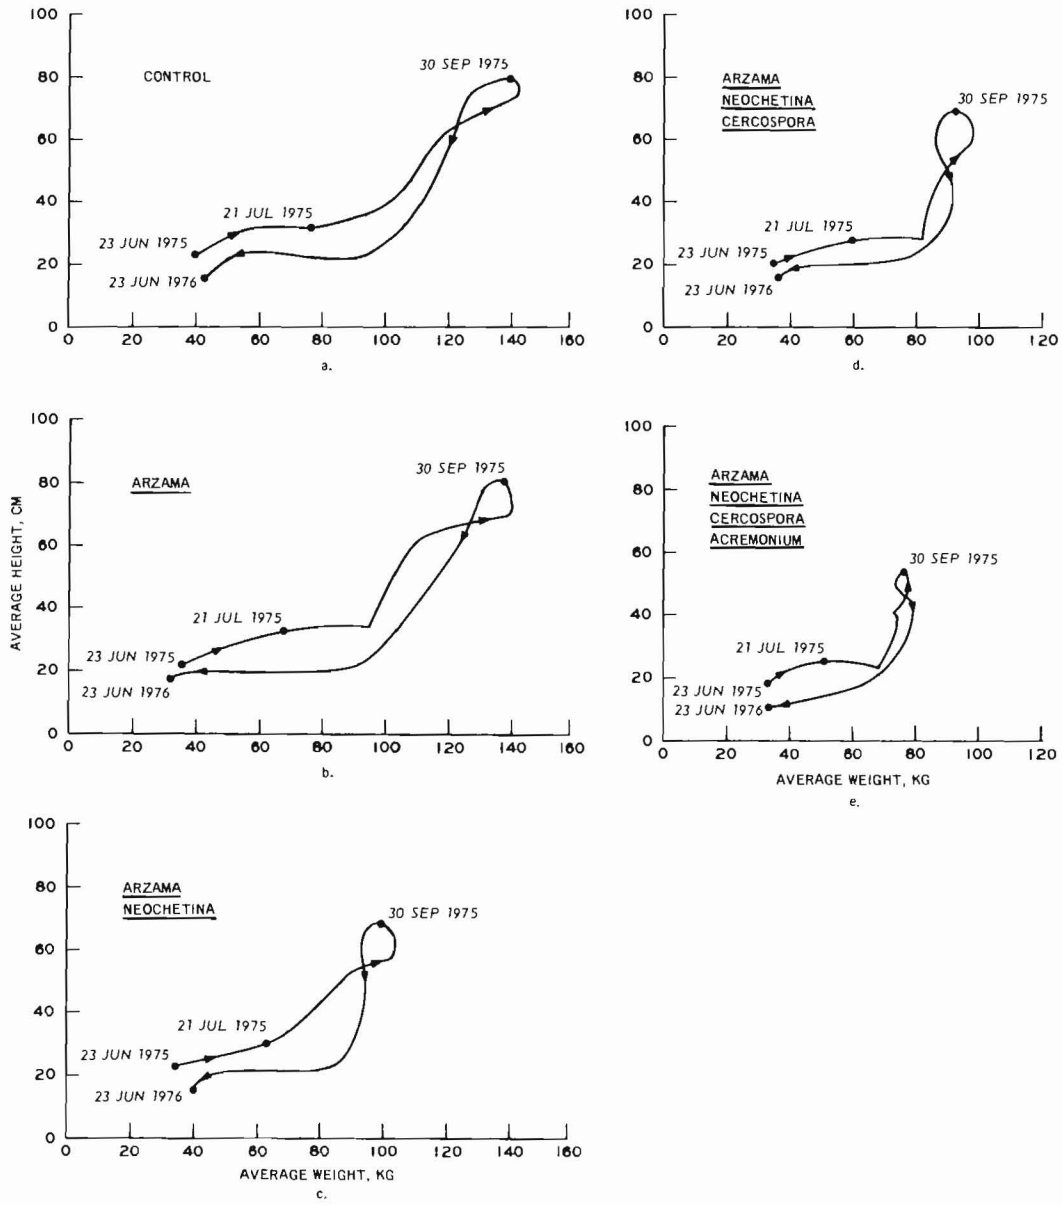 100
80
60
40
20
0
CONTROL
30 SEP 1975
21 JUL 1975
23 JUN 1975
23 JUN 1976
0 20 40 60 80 100 120 140 160
a.
100
80
60
40
20
0
ARZAMA
NEOCHETINA
CERCOSPORA
30 SEP 1975
21 JUL 1975
23 JUN 1975
23 JUN 1976
0 20 40 60 80 100 120
d.
AVERAGE HEIGHT, CM
100
80
60
40
20
0
ARZAMA
30 SEP 1975
21 JUL 1975
23 JUN 1975
23 JUN 1976
0 20 40 60 80 100 120 140 160
b.
100
80
60
40
20
0
ARZAMA
NEOCHETINA
CERCOSPORA
ACREMONIUM
30 SEP 1975
21 JUL 1975
23 JUN 1975
23 JUN 1976
0 20 40 60 80 100 120
AVERAGE WEIGHT, KG
e.
100
80
60
40
20
0
ARZAMA
NEOCHETINA
30 SEP 1975
21 JUL 1975
23 JUN 1975
23 JUN 1976
0 20 40 60 80 100 120 140 160
AVERAGE WEIGHT, KG
c.